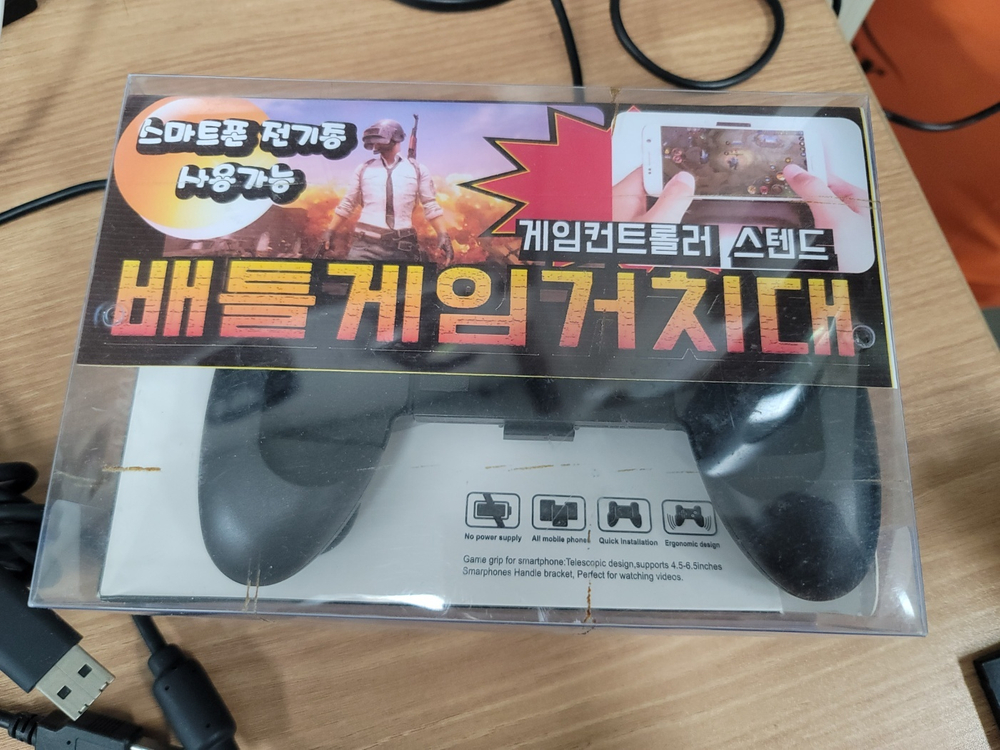 스마트폰 전기종
사용가능
게임컨트롤러 스텐드
배틀게임거치대
No power supply
All mobile phones
Quick Installation
Ergonomic design
Game grip for smartphone:Telescopic design,supports 4.5-6.5inches
Smarphones Handle bracket, Perfect for watching videos.